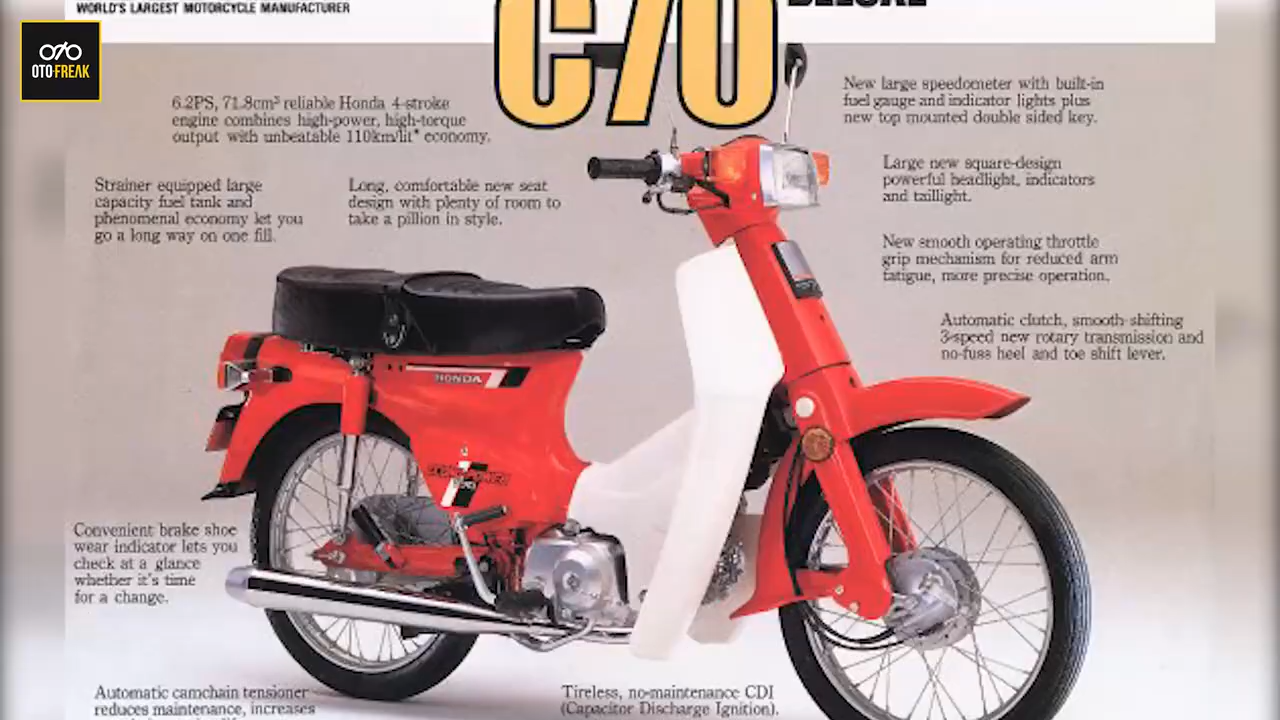 WORLD'S LARGEST MOTORCYCLE MANUFACTURER
C70
DELUXE
OTO-FREAK
6.2PS, 71.8cm³ reliable Honda 4-stroke
engine combines high-power, high-torque
output with unbeatable 110km/lit* economy.
Strainer equipped large
capacity fuel tank and
phenomenal economy let you
go a long way on one fill.
Long, comfortable new seat
design with plenty of room to
take a pillion in style.
New large speedometer with built-in
fuel gauge and indicator lights plus
new top mounted double sided key.
Large new square-design
powerful headlight, indicators
and taillight.
New smooth operating throttle
grip mechanism for reduced arm
fatigue, more precise operation.
Automatic clutch, smooth-shifting
3-speed new rotary transmission and
no-fuss heel and toe shift lever.
HONDA
Convenient brake shoe
wear indicator lets you
check at a glance
whether it's time
for a change.
Automatic camchain tensioner
reduces maintenance, increases
Tireless, no-maintenance CDI
(Capacitor Discharge Ignition).